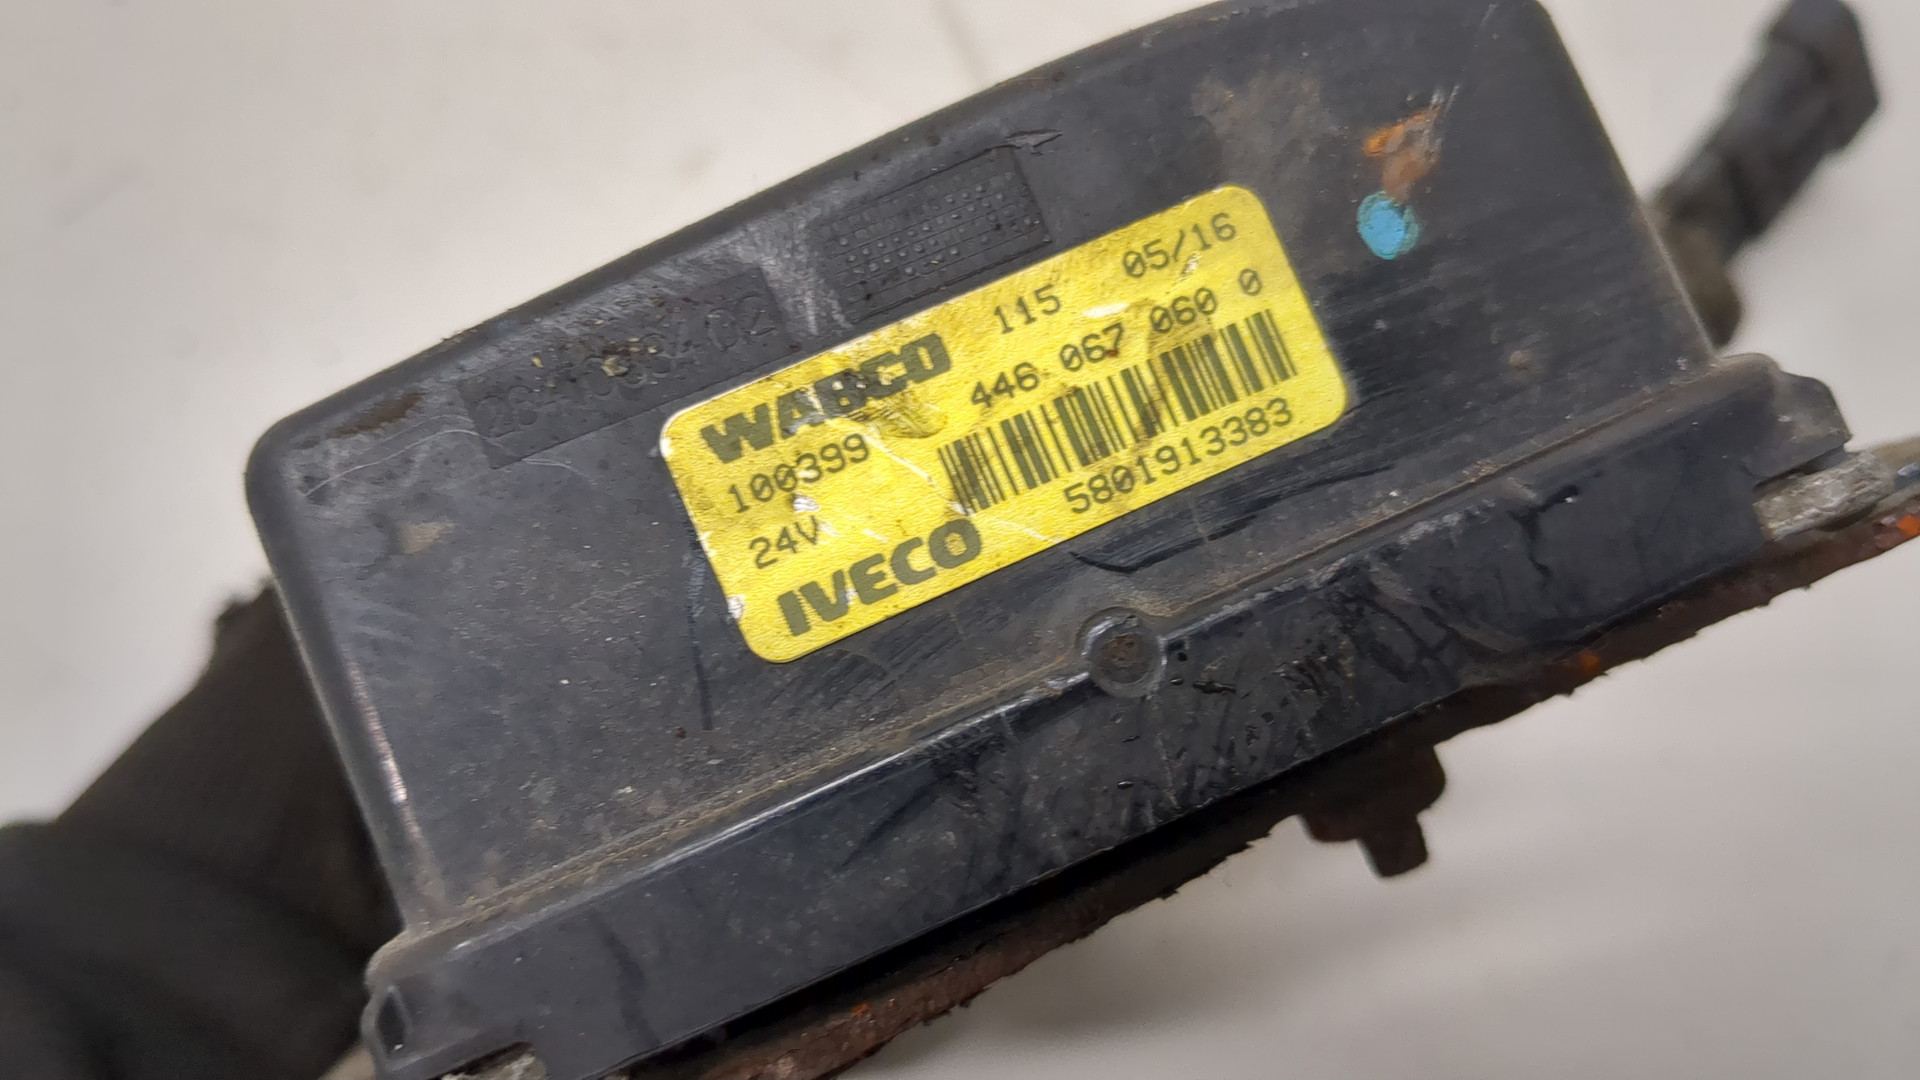 WABCO 115 05/16
100399 446 067 060 0
24V 5801913383
IVECO